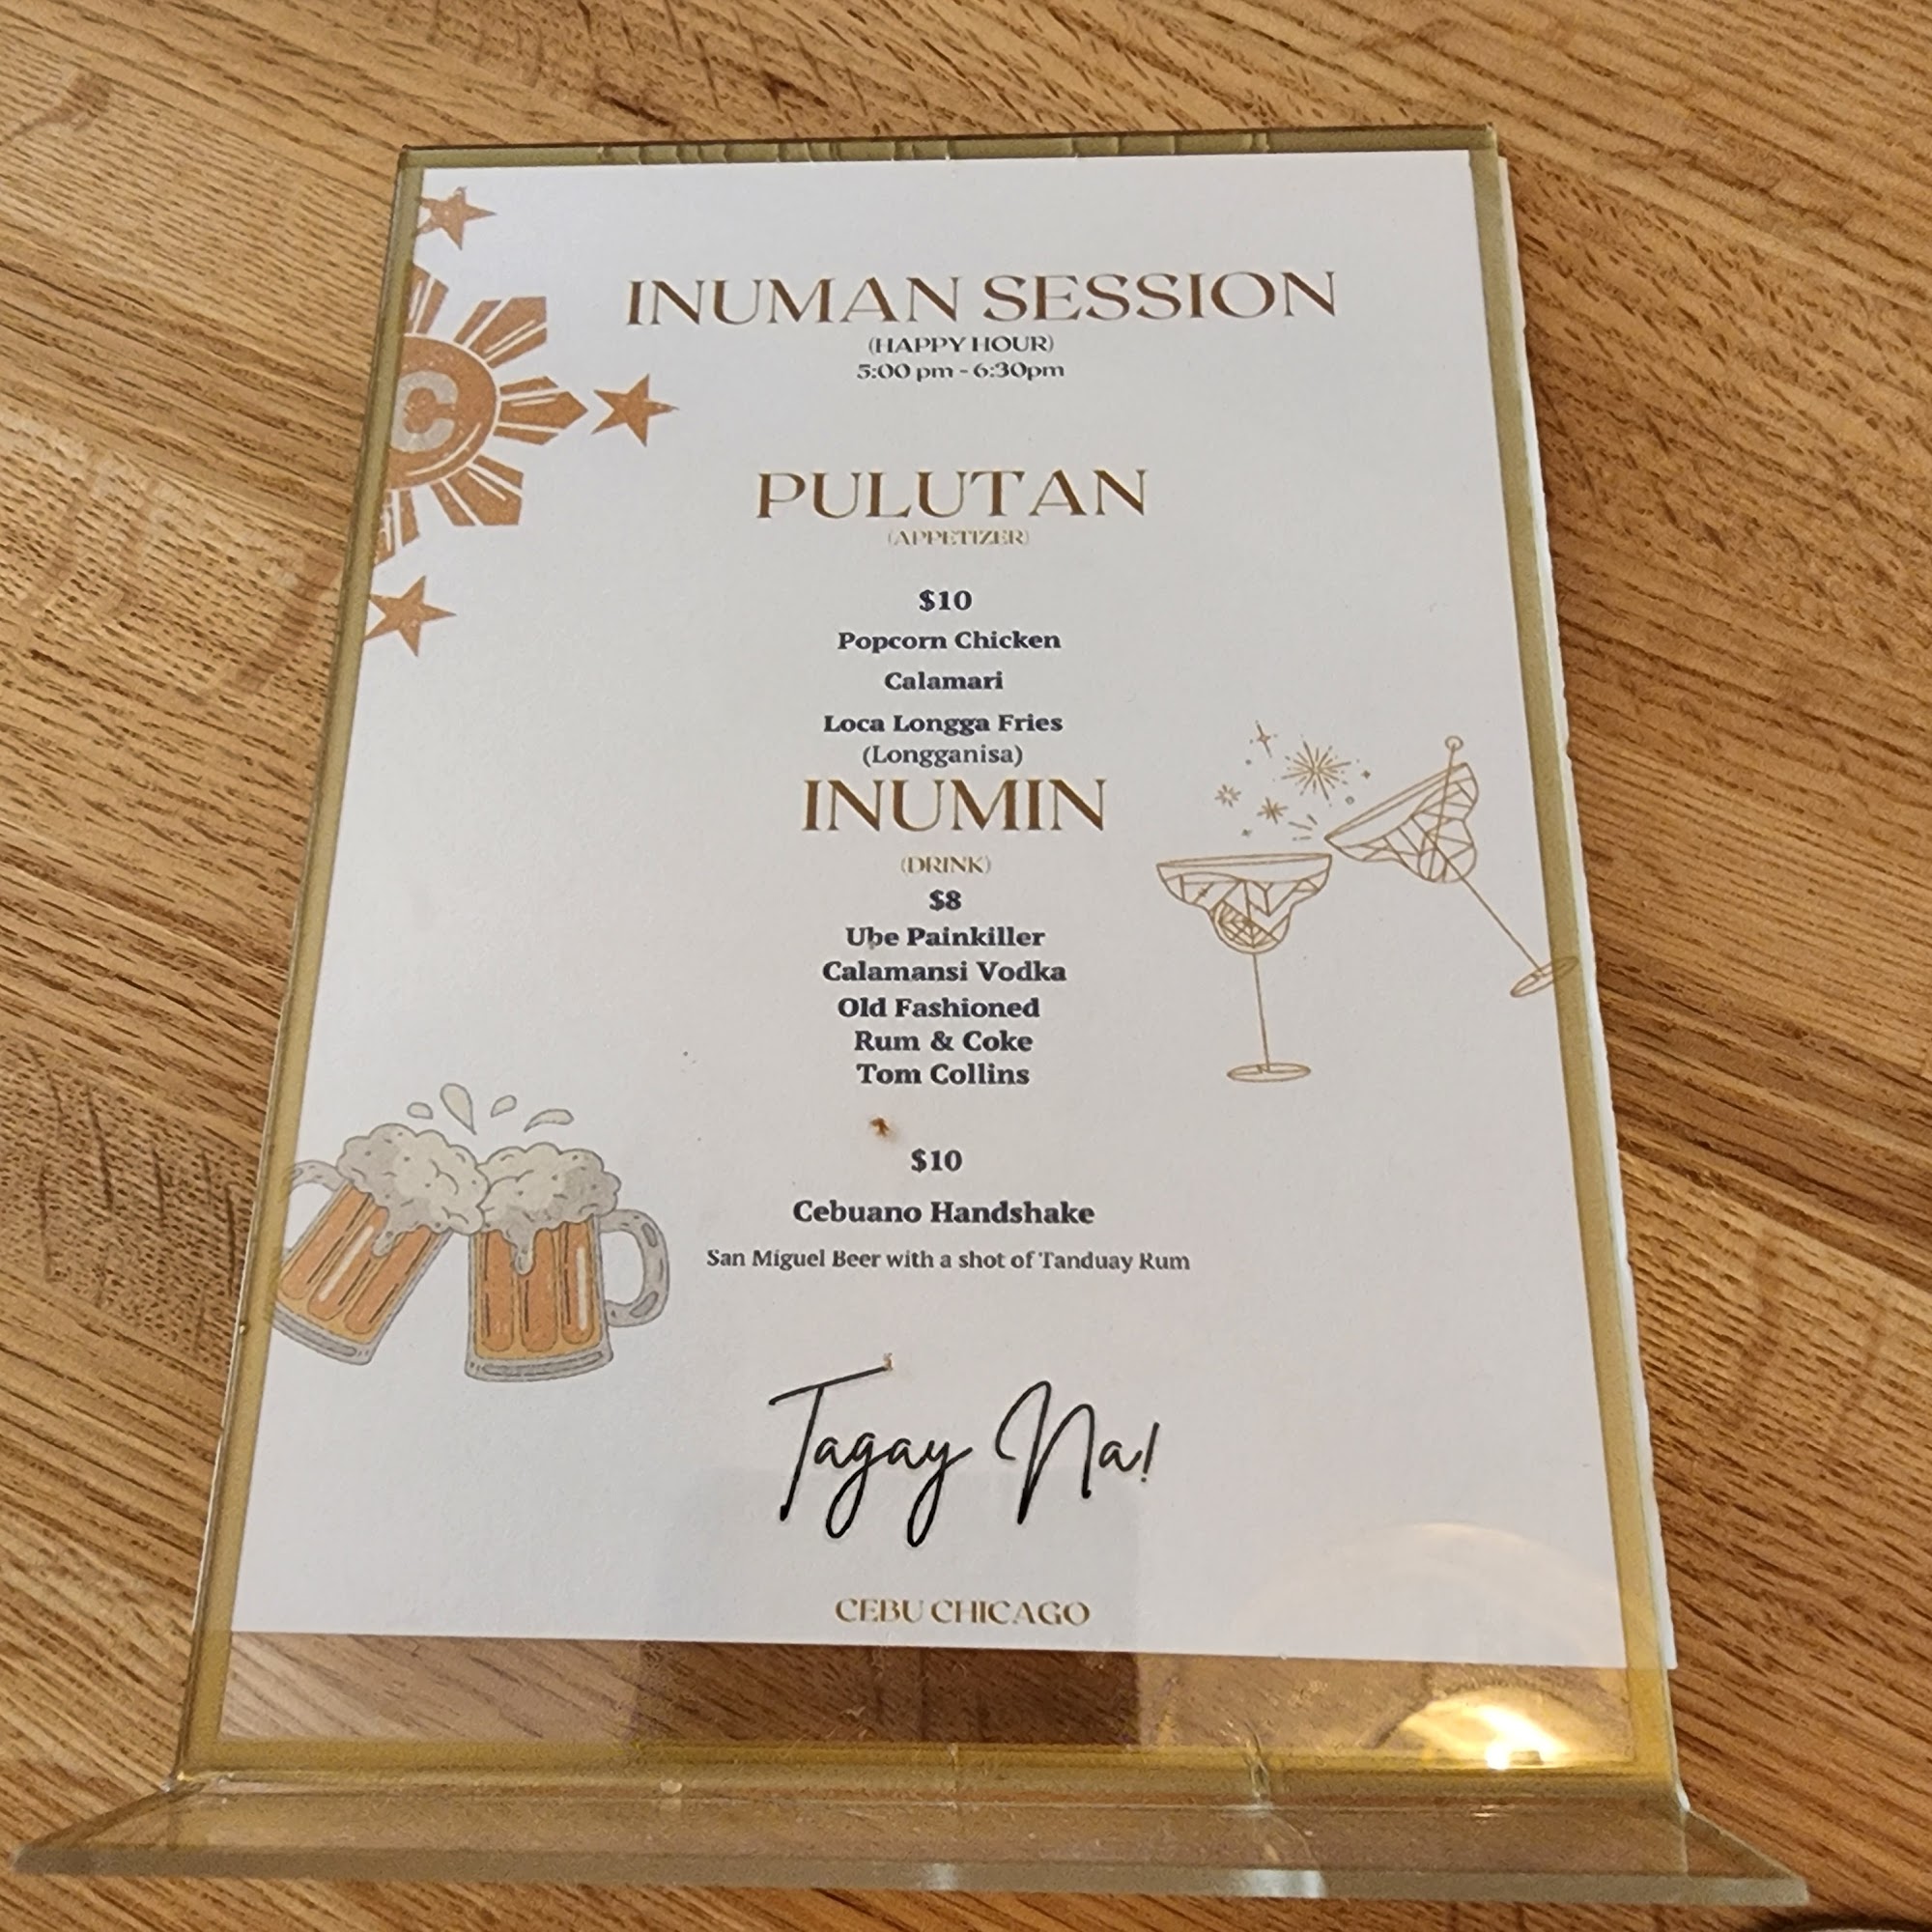 C
INUMAN SESSION
(HAPPY HOUR)
5:00 pm - 6:30pm
PULUTAN
(APPETIZER)
$10
Popcorn Chicken
Calamari
Loca Longga Fries
(Longganisa)
INUMIN
(DRINK)
$8
Ube Painkiller
Calamansi Vodka
Old Fashioned
Rum & Coke
Tom Collins
$10
Cebuano Handshake
San Miguel Beer with a shot of Tanduay Rum
Tagay Na!
CEBU CHICAGO